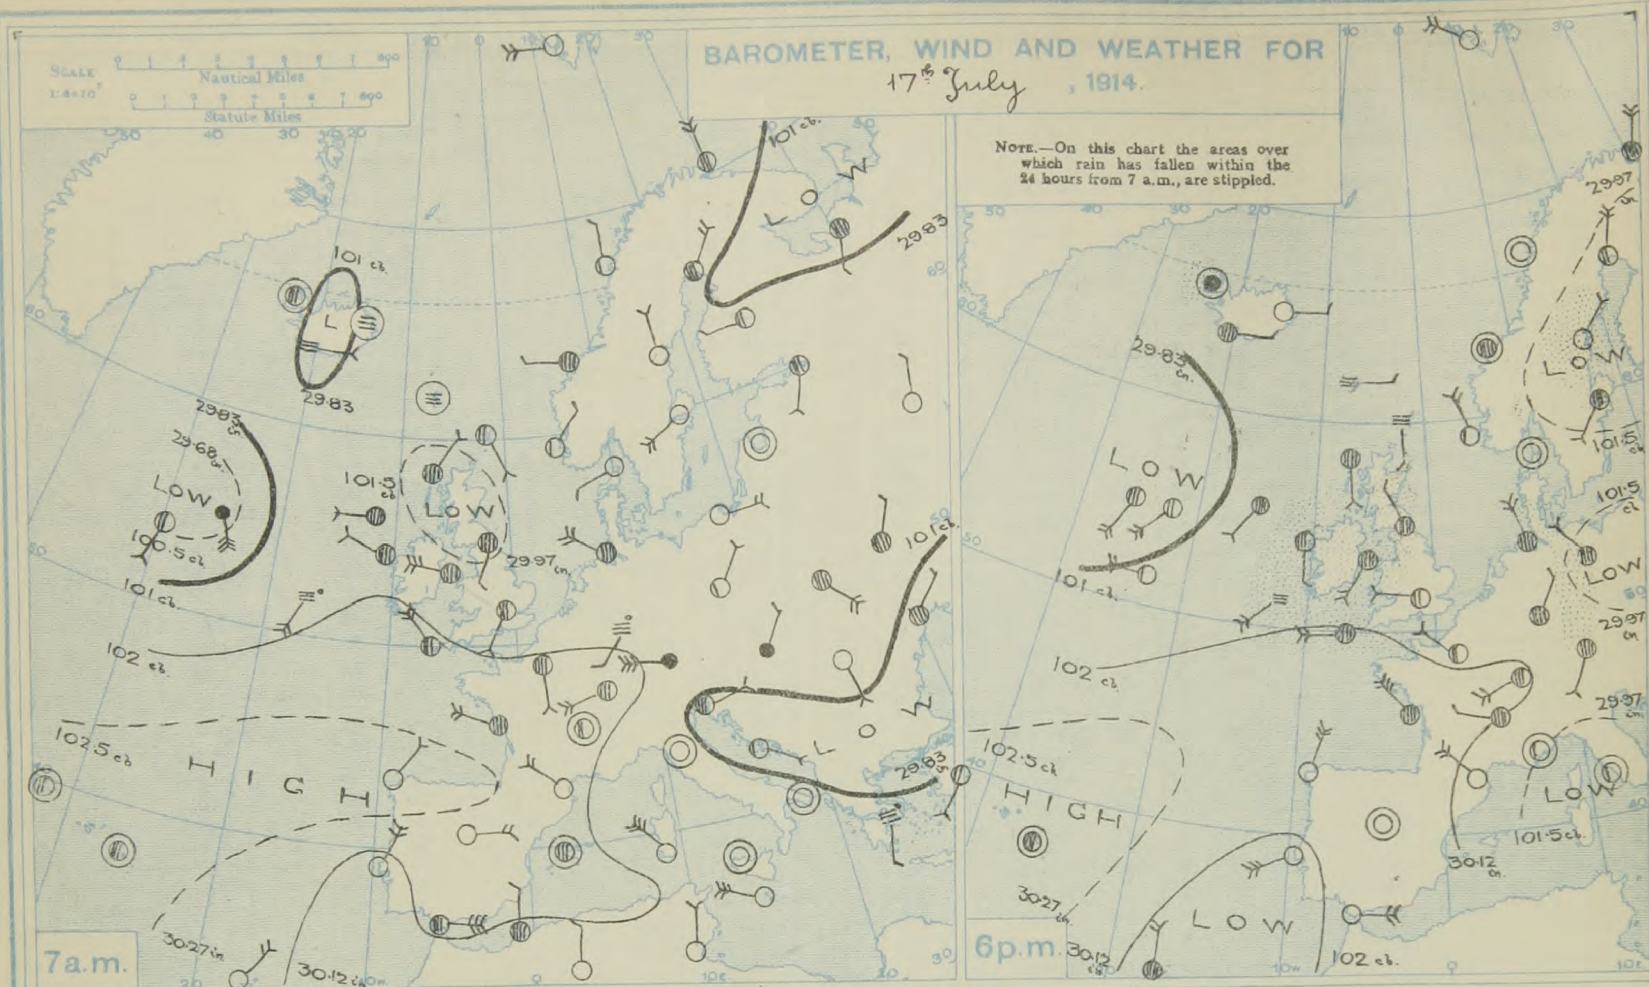 BAROMETER, WIND AND WEATHER FOR
17th July, 1914.
SCALE
Nautical Miles
Statute Miles
NOTE.—On this chart the areas over
which rain has fallen within the
24 hours from 7 a.m., are stippled.
101 cb.
LOW
29.83
101 cb.
L
29.83
29.83
29.68
LOW
100.5 cb
101 cb.
101.5 cb
LOW
29.97 in.
101 cb.
102 cb.
102.5 cb
HIGH
LOW
29.83 in
30.27 in
30.12 in
7a.m.
29.97 in
LOW
101.5 cb
29.83 in.
LOW
101 cb.
101.5 cb.
LOW
29.97 in
102 cb.
29.97 in.
102.5 cb
HIGH
LOW
101.5 cb.
30.12 in.
30.27 in
LOW
30.12 in
102 cb.
6p.m.